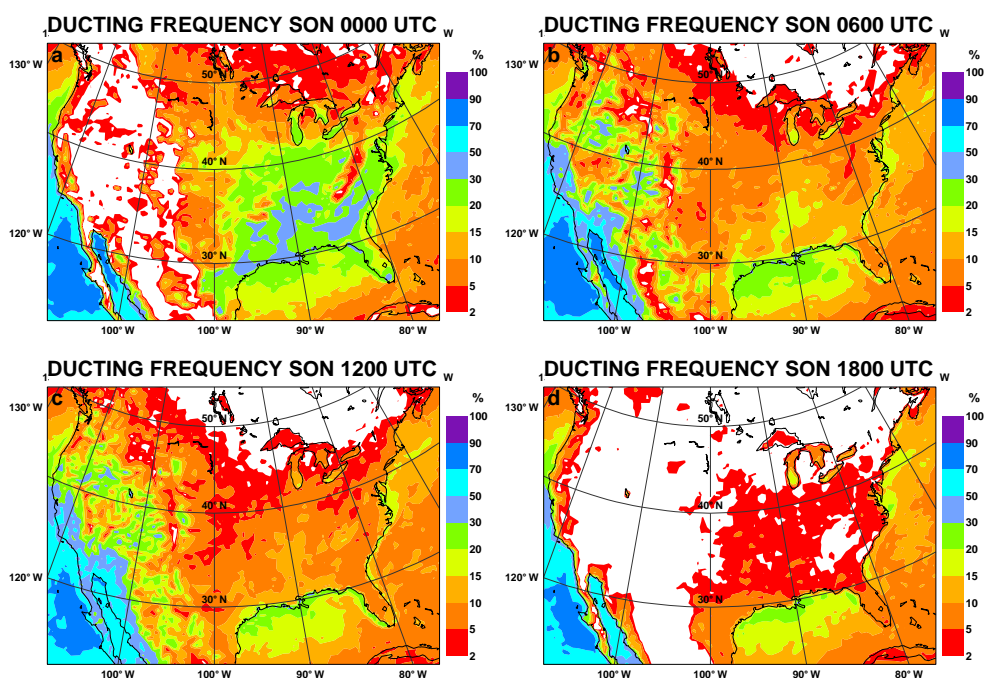 DUCTING FREQUENCY SON 0000 UTC
1. W
a
130° W
50° N
40° N
30° N
120° W
100° W 100° W 90° W 80° W
%
100
90
70
50
30
20
15
10
5
2
DUCTING FREQUENCY SON 0600 UTC
1 W
b
130° W
50° N
40° N
30° N
120° W
100° W 100° W 90° W 80° W
%
100
90
70
50
30
20
15
10
5
2
DUCTING FREQUENCY SON 1200 UTC
1. W
c
130° W
50° N
40° N
30° N
120° W
100° W 100° W 90° W 80° W
%
100
90
70
50
30
20
15
10
5
2
DUCTING FREQUENCY SON 1800 UTC
1 W
d
130° W
50° N
40° N
30° N
120° W
100° W 100° W 90° W 80° W
%
100
90
70
50
30
20
15
10
5
2